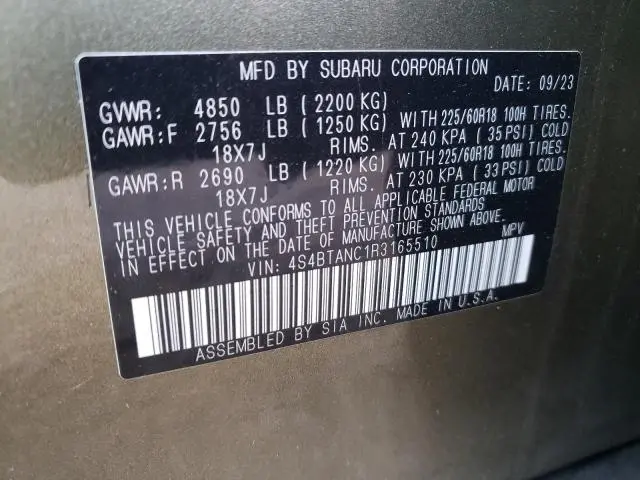 MFD BY SUBARU CORPORATION DATE: 09/23
GVWR: 4850 LB (2200 KG)
GAWR:F 2756 LB (1250 KG) WITH 225/60R18 100H TIRES.
18X7J RIMS. AT 240 KPA (35 PSI) COLD
GAWR:R 2690 LB (1220 KG) WITH 225/60R18 100H TIRES.
18X7J RIMS. AT 230 KPA (33 PSI) COLD
THIS VEHICLE CONFORMS TO ALL APPLICABLE FEDERAL MOTOR
VEHICLE SAFETY AND THEFT PREVENTION STANDARDS
IN EFFECT ON THE DATE OF MANUFACTURE SHOWN ABOVE.
VIN: 4S4BTANC1R3165510 MPV
ASSEMBLED BY SIA INC. MADE IN U.S.A.